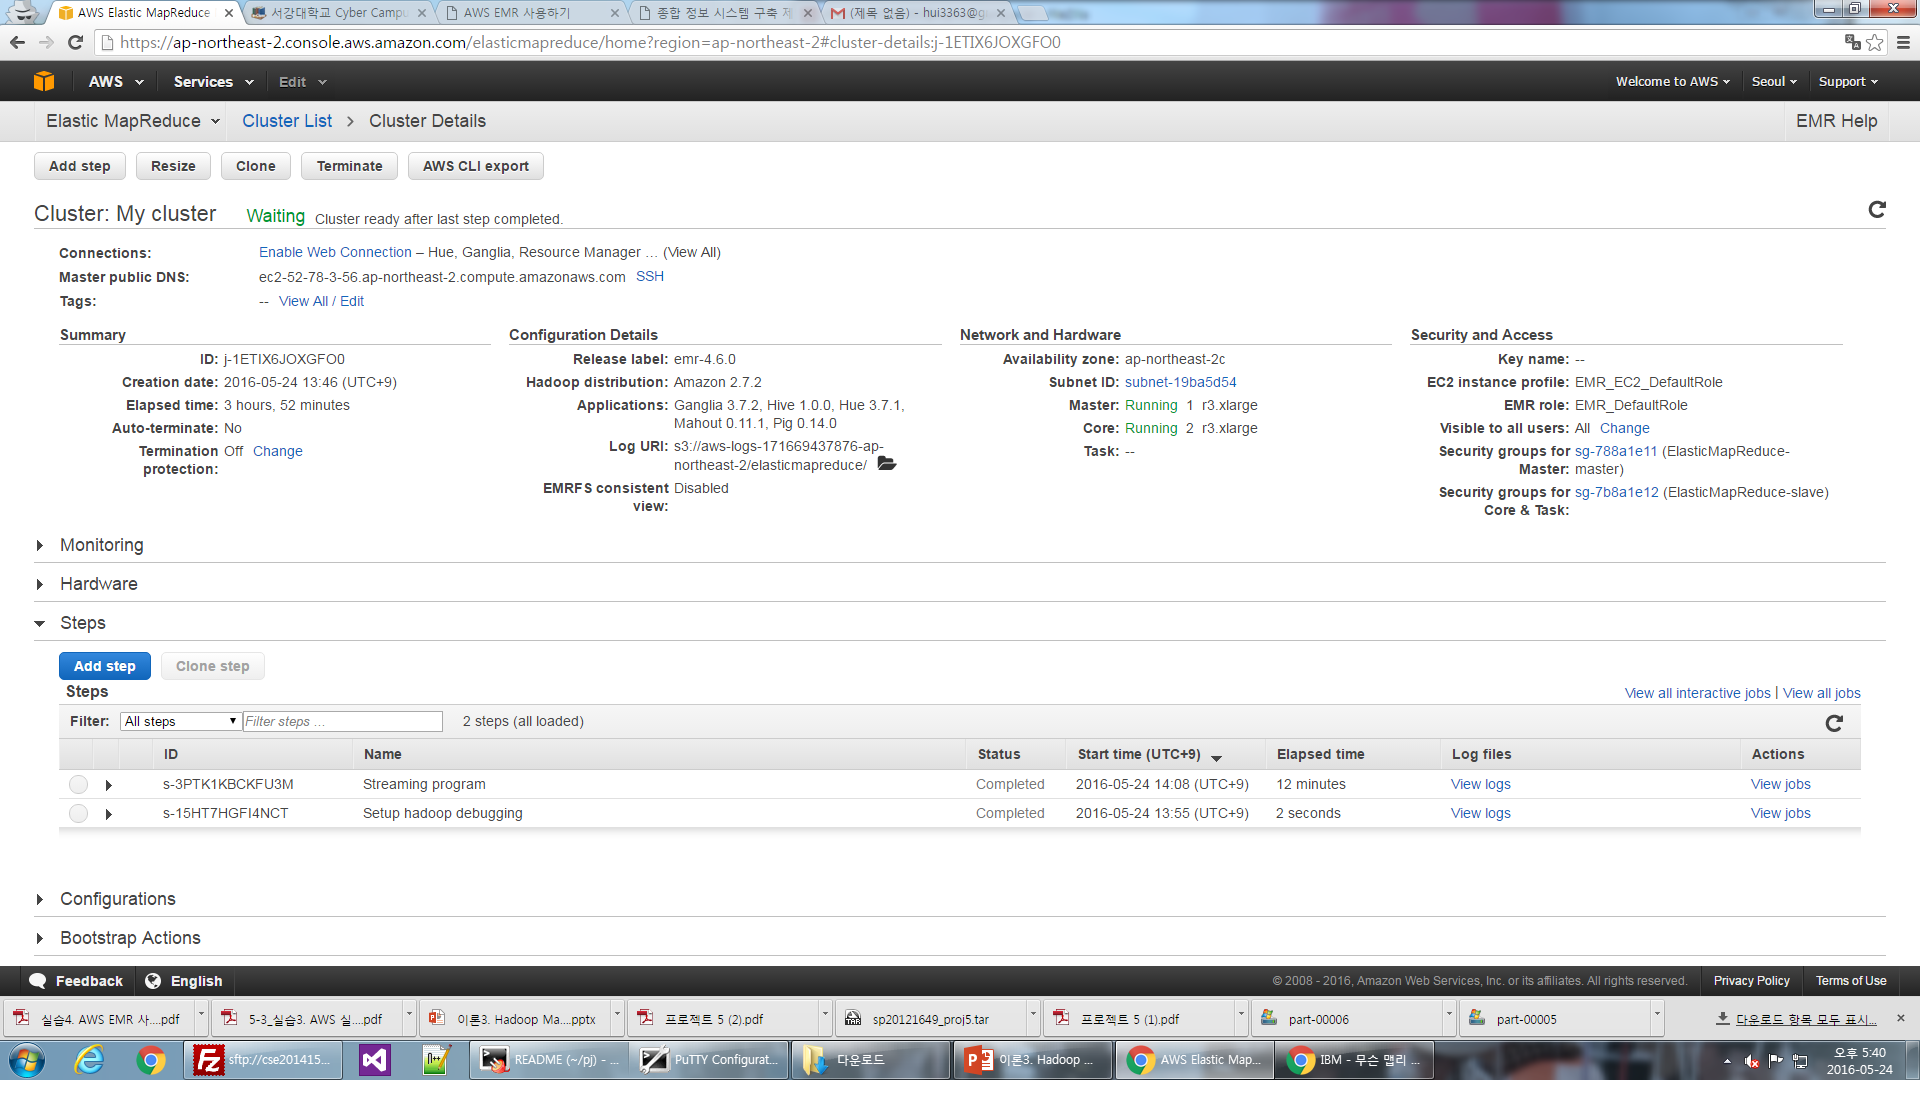 AWS Elastic MapReduce
서강대학교 Cyber Campu
AWS EMR 사용하기
종합 정보 시스템 구축 제
(제목 없음) - hui3363@g
https://ap-northeast-2.console.aws.amazon.com/elasticmapreduce/home?region=ap-northeast-2#cluster-details:j-1ETIX6JOXGFO0
AWS Services Edit Welcome to AWS Seoul Support
Elastic MapReduce Cluster List > Cluster Details EMR Help
Add step Resize Clone Terminate AWS CLI export
Cluster: My cluster Waiting Cluster ready after last step completed.
Connections: Enable Web Connection – Hue, Ganglia, Resource Manager ... (View All)
Master public DNS: ec2-52-78-3-56.ap-northeast-2.compute.amazonaws.com SSH
Tags: -- View All / Edit
Summary
ID: j-1ETIX6JOXGFO0
Creation date: 2016-05-24 13:46 (UTC+9)
Elapsed time: 3 hours, 52 minutes
Auto-terminate: No
Termination protection: Off Change
Configuration Details
Release label: emr-4.6.0
Hadoop distribution: Amazon 2.7.2
Applications: Ganglia 3.7.2, Hive 1.0.0, Hue 3.7.1,
Mahout 0.11.1, Pig 0.14.0
Log URI: s3://aws-logs-171669437876-ap-
northeast-2/elasticmapreduce/
EMRFS consistent view: Disabled
Network and Hardware
Availability zone: ap-northeast-2c
Subnet ID: subnet-19ba5d54
Master: Running 1 r3.xlarge
Core: Running 2 r3.xlarge
Task: --
Security and Access
Key name: --
EC2 instance profile: EMR_EC2_DefaultRole
EMR role: EMR_DefaultRole
Visible to all users: All Change
Security groups for Master: sg-788a1e11 (ElasticMapReduce-
master)
Security groups for Core & Task: sg-7b8a1e12 (ElasticMapReduce-slave)
Monitoring
Hardware
Steps
Add step Clone step
Steps View all interactive jobs | View all jobs
Filter: All steps Filter steps ... 2 steps (all loaded)
ID Name Status Start time (UTC+9) Elapsed time Log files Actions
s-3PTK1KBCKFU3M Streaming program Completed 2016-05-24 14:08 (UTC+9) 12 minutes View logs View jobs
s-15HT7HGFI4NCT Setup hadoop debugging Completed 2016-05-24 13:55 (UTC+9) 2 seconds View logs View jobs
Configurations
Bootstrap Actions
Feedback English © 2008 - 2016, Amazon Web Services, Inc. or its affiliates. All rights reserved. Privacy Policy Terms of Use
실습4. AWS EMR 사....pdf
5-3_실습3. AWS 실....pdf
이론3. Hadoop Ma....pptx
프로젝트 5 (2).pdf
sp20121649_proj5.tar
프로젝트 5 (1).pdf
part-00006
part-00005
다운로드 항목 모두 표시...
sftp://cse201415...
README (~/pj) - ...
PuTTY Configurat...
다운로드
이론3. Hadoop ...
AWS Elastic Map...
IBM - 무슨 맵리 ...
오후 5:40
2016-05-24